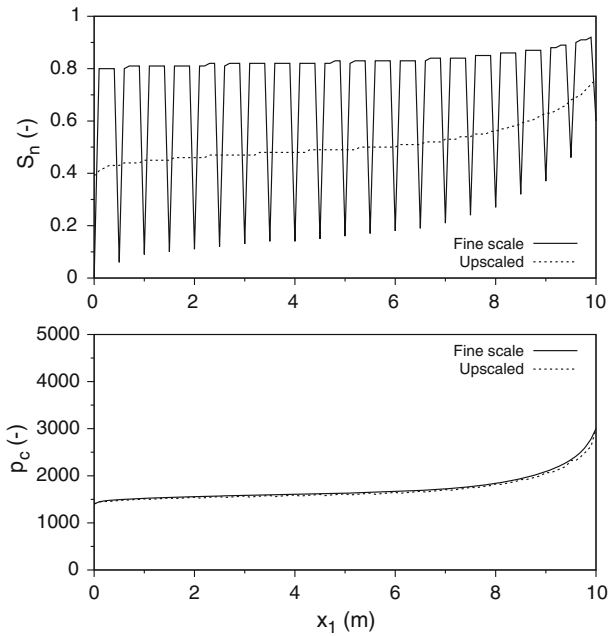 1
0.8
0.6
0.4
0.2
0
S_n (-)
Fine scale
Upscaled
0 2 4 6 8 10
5000
4000
3000
2000
1000
0
p_c (-)
Fine scale
Upscaled
0 2 4 6 8 10
x_1 (m)